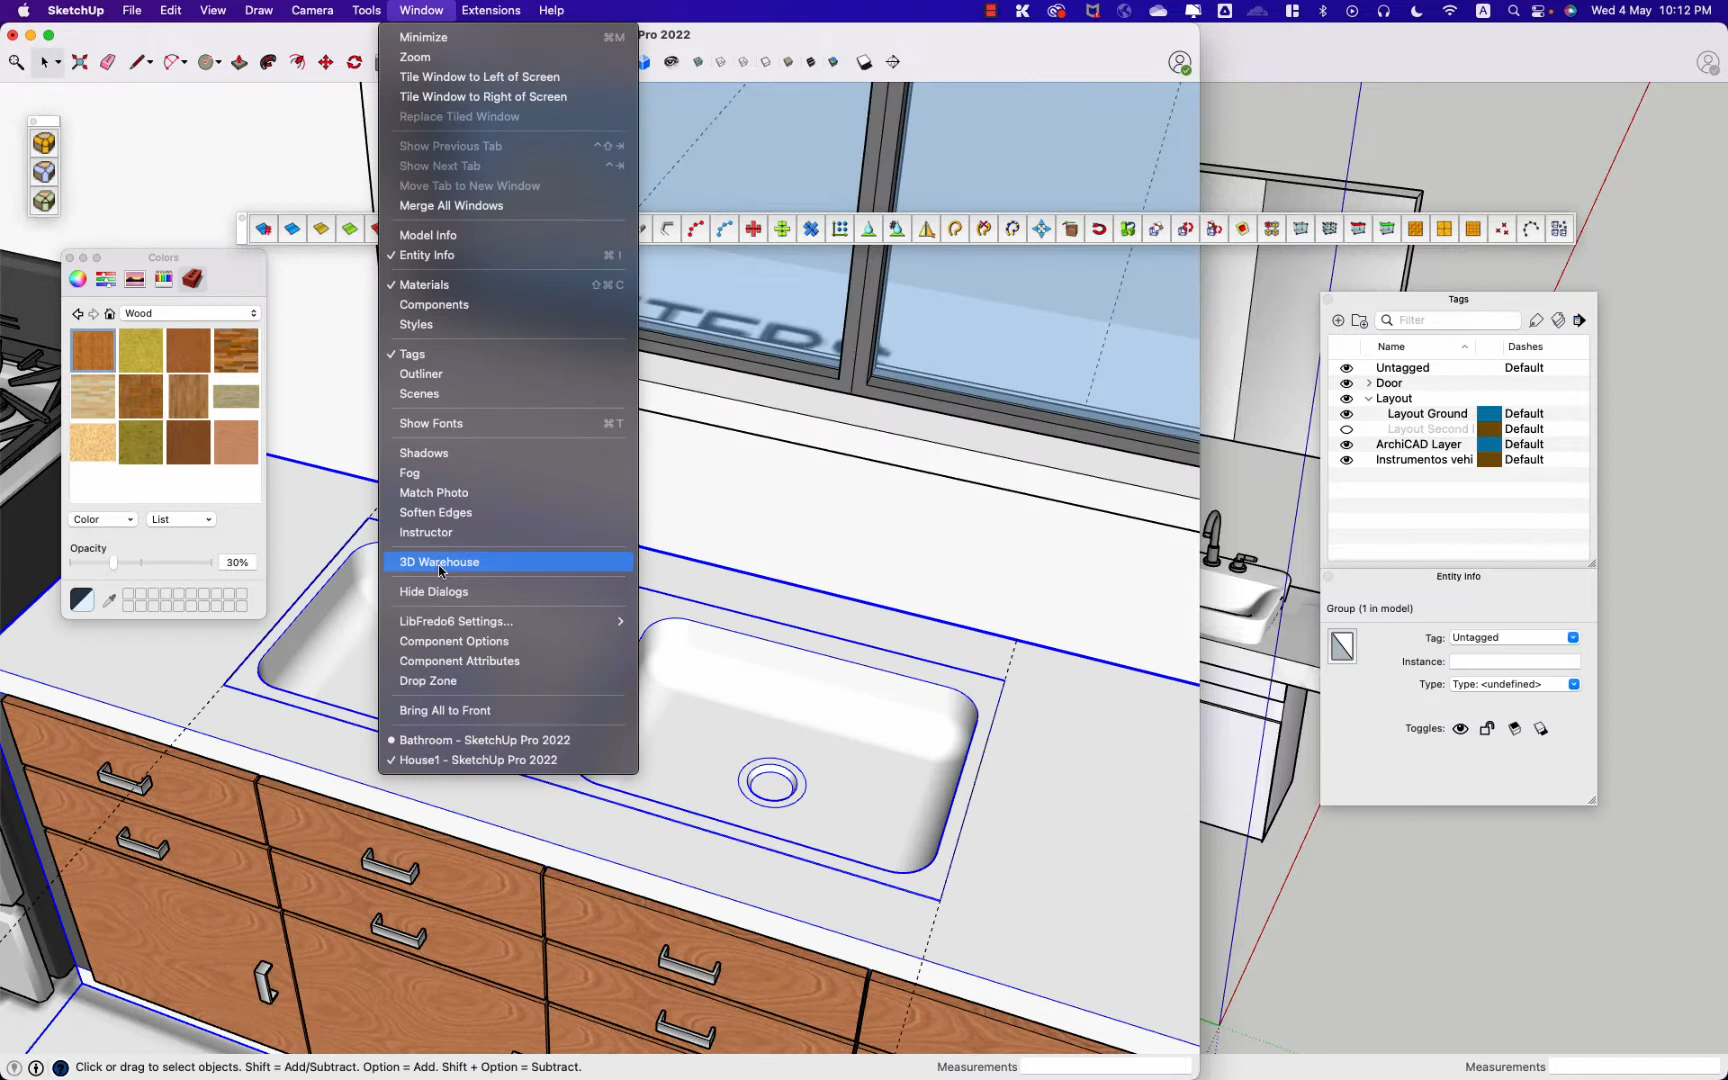 SketchUp File Edit View Draw Camera Tools Window Extensions Help A Wed 4 May 10:12 PM
Pro 2022
Minimize ⌘M
Zoom
Tile Window to Left of Screen
Tile Window to Right of Screen
Replace Tiled Window
Show Previous Tab
Show Next Tab
Move Tab to New Window
Merge All Windows
Model Info
✓ Entity Info ⌘ I
✓ Materials ⇧⌘ C
Components
Styles
✓ Tags
Outliner
Scenes
Show Fonts ⌘ T
Shadows
Fog
Match Photo
Soften Edges
Instructor
3D Warehouse
Hide Dialogs
LibFredo6 Settings...
Component Options
Component Attributes
Drop Zone
Bring All to Front
Bathroom - SketchUp Pro 2022
✓ House1 - SketchUp Pro 2022
Colors
Wood
Color List
Opacity
30%
Tags
Filter
Name Dashes
Untagged Default
Door
Layout
Layout Ground Default
Layout Second Default
ArchiCAD Layer Default
Instrumentos vehi Default
Entity Info
Group (1 in model)
Tag: Untagged
Instance:
Type: Type: <undefined>
Toggles:
Click or drag to select objects. Shift = Add/Subtract. Option = Add. Shift + Option = Subtract. Measurements Measurements